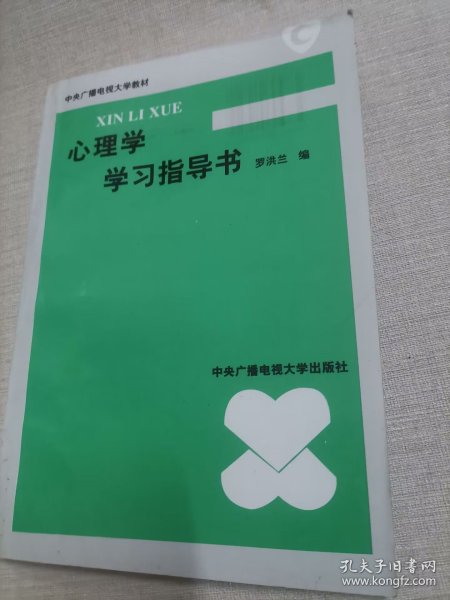 中央广播电视大学教材
XIN LI XUE
心理学
学习指导书 罗洪兰 编
中央广播电视大学出版社
孔夫子旧书网
www.kongfz.com